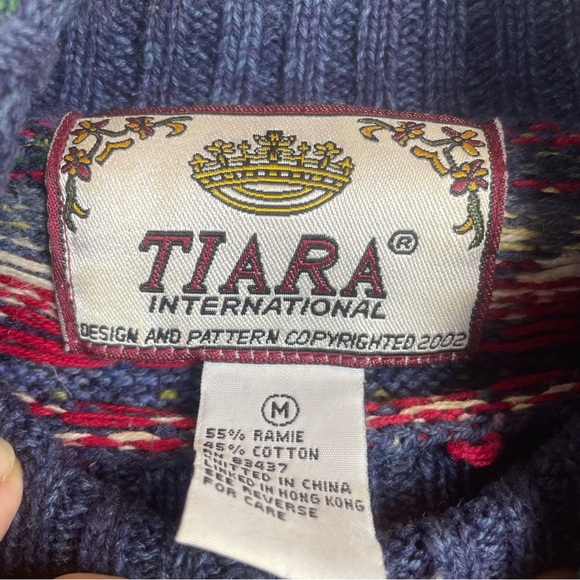 TIARA®
INTERNATIONAL
DESIGN AND PATTERN COPYRIGHTED 2002
M
55% RAMIE
45% COTTON
RN 83437
KNITTED IN CHINA
LINKED IN HONG KONG
SEE REVERSE
FOR CARE